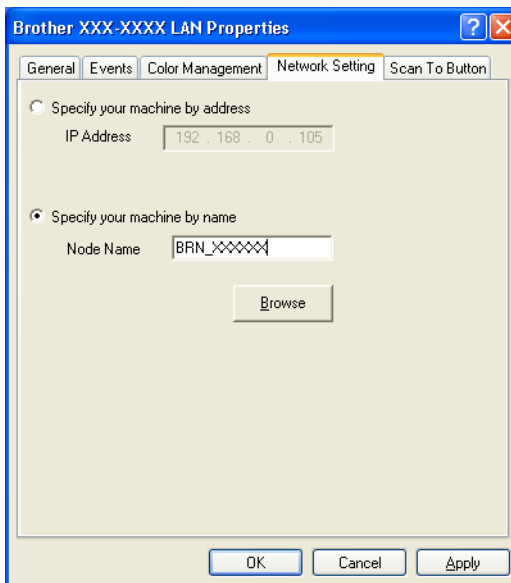 Brother XXX-XXXX LAN Properties
?
General Events Color Management Network Setting Scan To Button
Specify your machine by address
IP Address 192 . 168 . 0 . 105
Specify your machine by name
Node Name BRN_XXXXXX
Browse
OK Cancel Apply